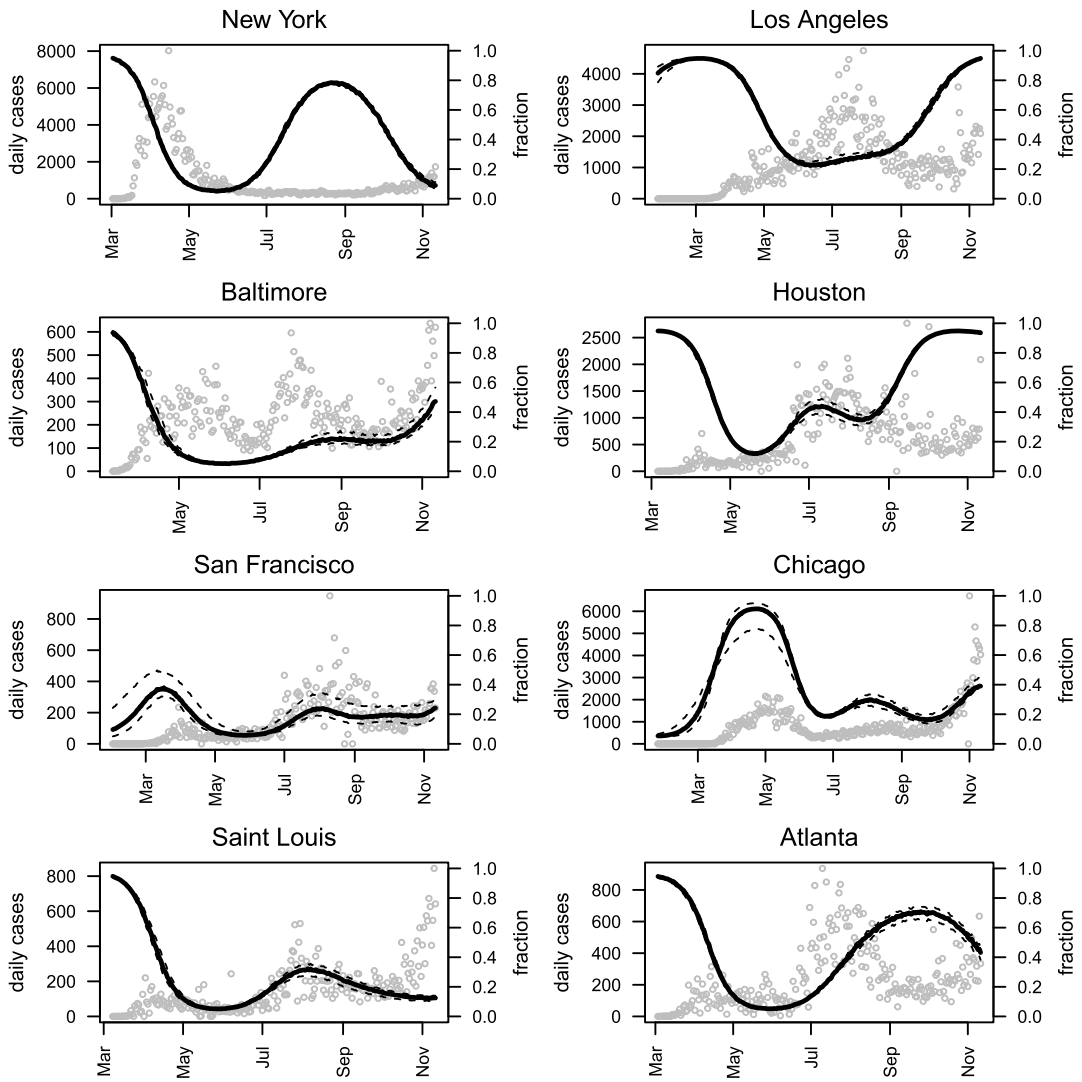 New York
daily cases
8000
6000
4000
2000
0
1.0
0.8
0.6
0.4
0.2
0.0
fraction
Mar
May
Jul
Sep
Nov
Los Angeles
daily cases
4000
3000
2000
1000
0
1.0
0.8
0.6
0.4
0.2
0.0
fraction
Mar
May
Jul
Sep
Nov
Baltimore
daily cases
600
500
400
300
200
100
0
1.0
0.8
0.6
0.4
0.2
0.0
fraction
May
Jul
Sep
Nov
Houston
daily cases
2500
2000
1500
1000
500
0
1.0
0.8
0.6
0.4
0.2
0.0
fraction
Mar
May
Jul
Sep
Nov
San Francisco
daily cases
800
600
400
200
0
1.0
0.8
0.6
0.4
0.2
0.0
fraction
Mar
May
Jul
Sep
Nov
Chicago
daily cases
6000
5000
4000
3000
2000
1000
0
1.0
0.8
0.6
0.4
0.2
0.0
fraction
Mar
May
Jul
Sep
Nov
Saint Louis
daily cases
800
600
400
200
0
1.0
0.8
0.6
0.4
0.2
0.0
fraction
Mar
May
Jul
Sep
Nov
Atlanta
daily cases
800
600
400
200
0
1.0
0.8
0.6
0.4
0.2
0.0
fraction
Mar
May
Jul
Sep
Nov